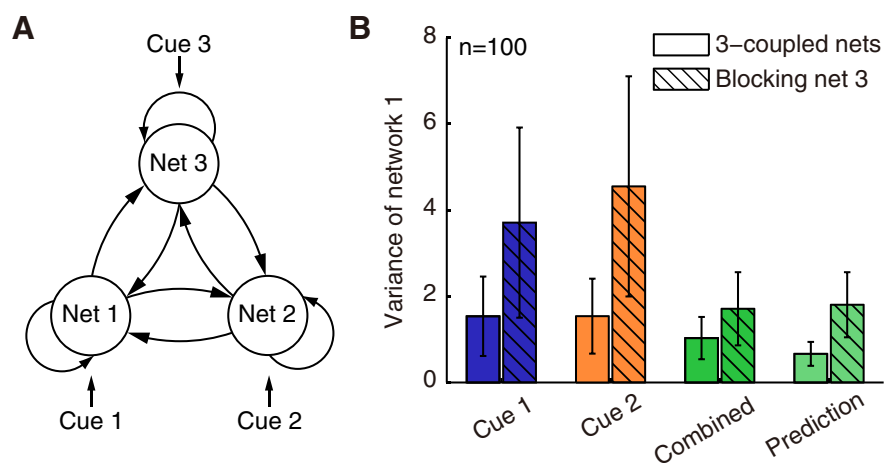 A
Cue 3
Net 3
Net 1
Net 2
Cue 1
Cue 2
B
Variance of network 1
8
6
4
2
0
n=100
3−coupled nets
Blocking net 3
Cue 1
Cue 2
Combined
Prediction